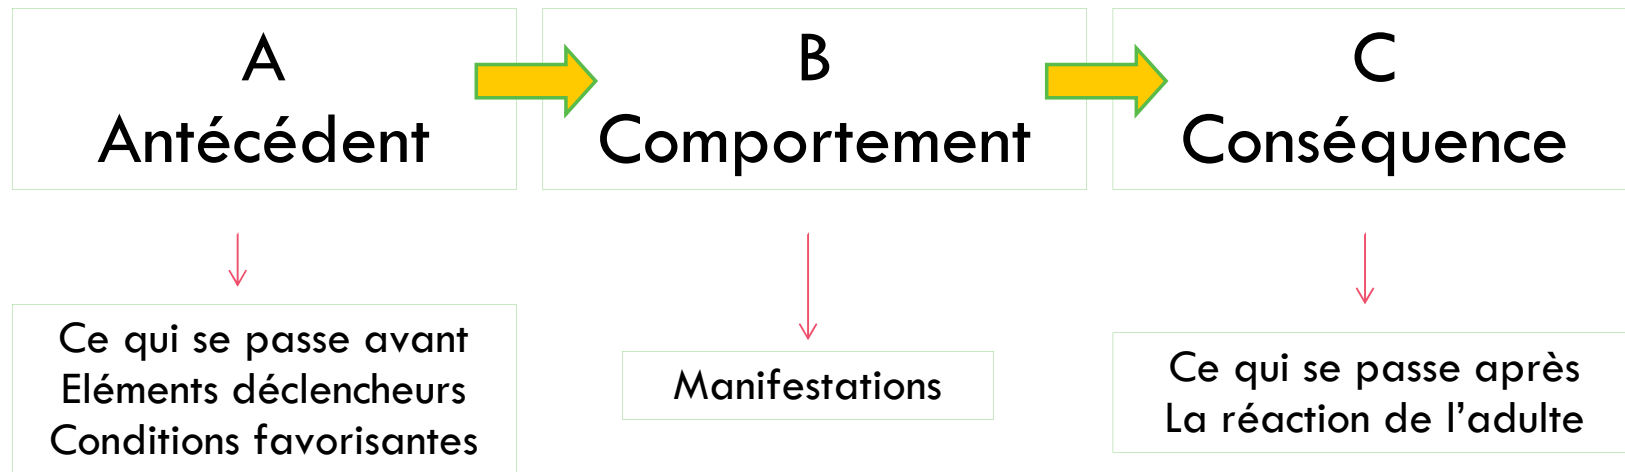 A
Antécédent
B
Comportement
C
Conséquence
Ce qui se passe avant
Eléments déclencheurs
Conditions favorisantes
Manifestations
Ce qui se passe après
La réaction de l’adulte